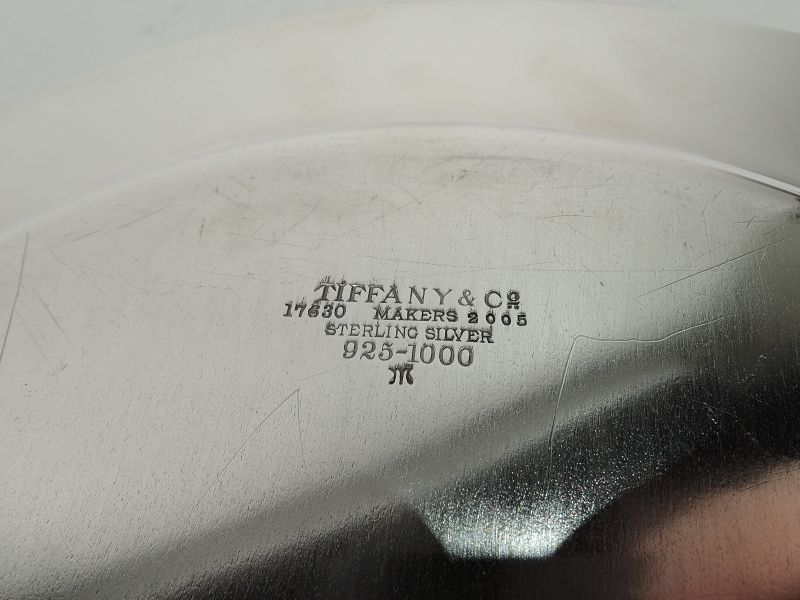 TIFFANY & Cº
17630 MAKERS 2005
STERLING SILVER
925-1000
M